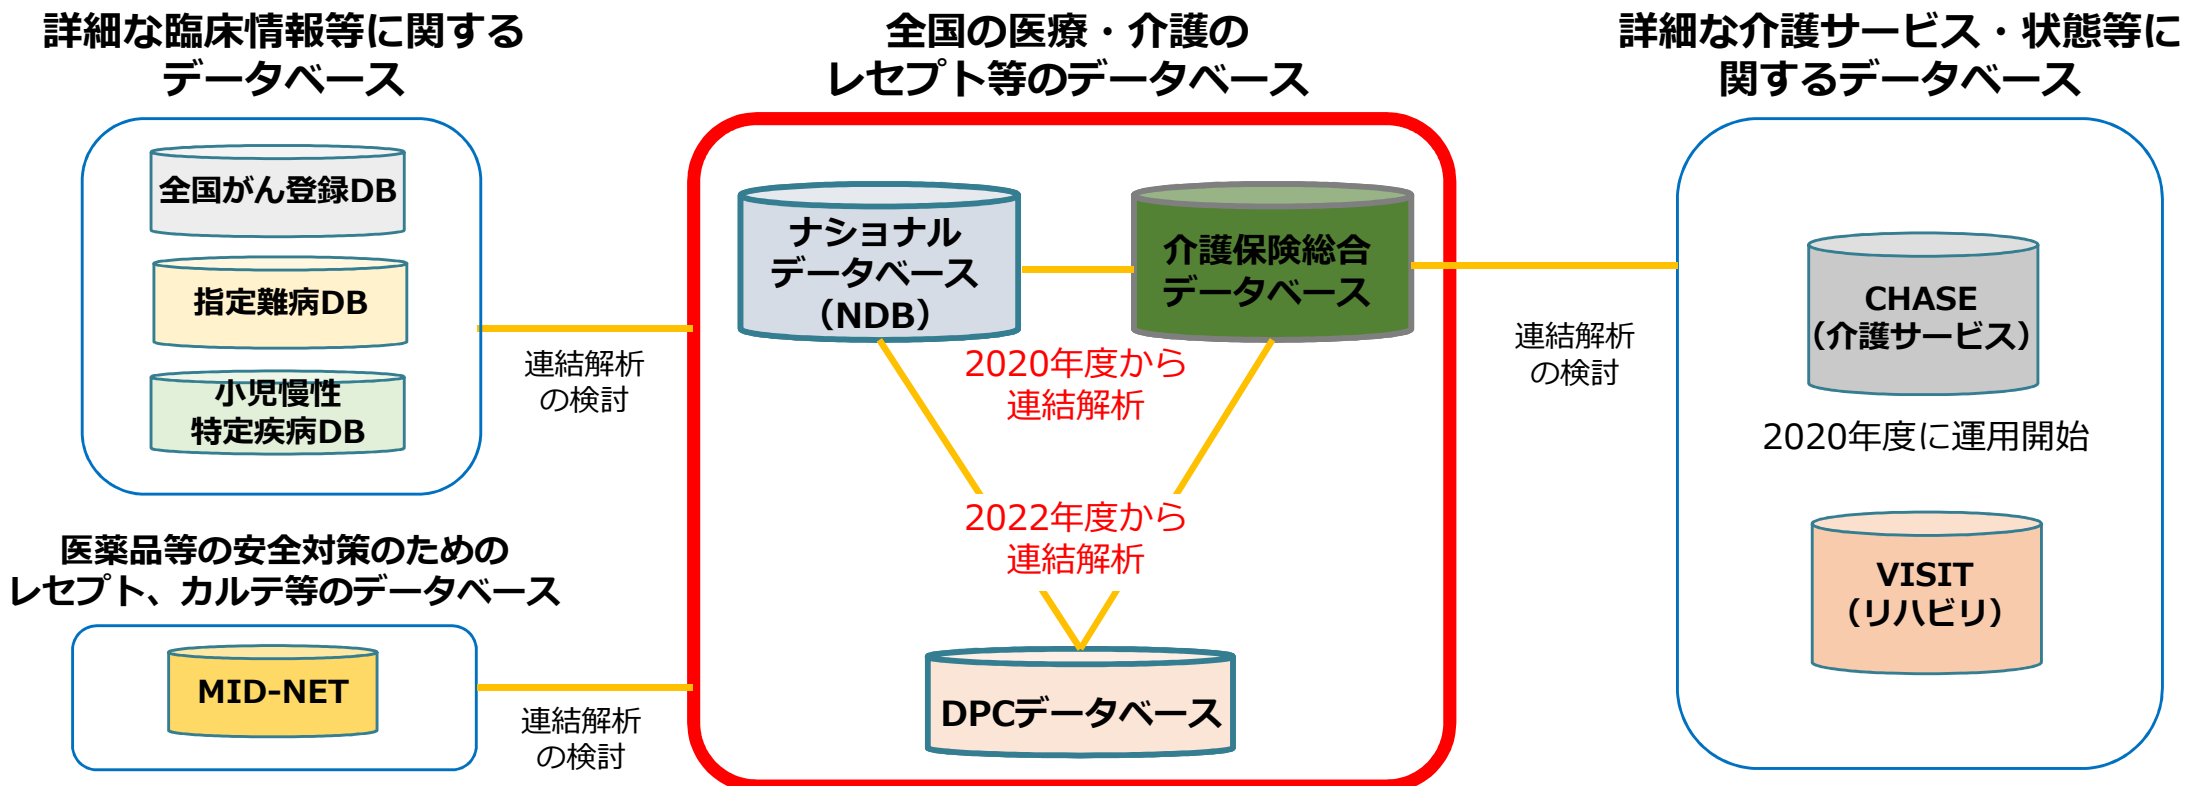 詳細な臨床情報等に関する
データベース
全国がん登録DB
指定難病DB
小児慢性
特定疾病DB
連結解析
の検討
医薬品等の安全対策のための
レセプト、カルテ等のデータベース
MID-NET
連結解析
の検討
全国の医療・介護の
レセプト等のデータベース
ナショナル
データベース
（NDB）
介護保険総合
データベース
2020年度から
連結解析
2022年度から
連結解析
DPCデータベース
連結解析
の検討
詳細な介護サービス・状態等に
関するデータベース
CHASE
（介護サービス）
2020年度に運用開始
VISIT
（リハビリ）